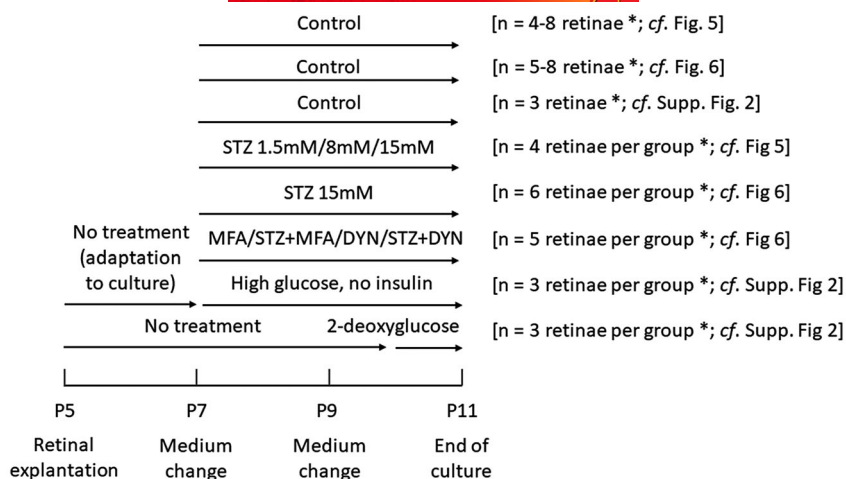 Control [n = 4-8 retinae *; cf. Fig. 5]
Control [n = 5-8 retinae *; cf. Fig. 6]
Control [n = 3 retinae *; cf. Supp. Fig. 2]
STZ 1.5mM/8mM/15mM [n = 4 retinae per group *; cf. Fig 5]
STZ 15mM [n = 6 retinae per group *; cf. Fig 6]
No treatment
(adaptation
to culture)
MFA/STZ+MFA/DYN/STZ+DYN [n = 5 retinae per group *; cf. Fig 6]
High glucose, no insulin [n = 3 retinae per group *; cf. Supp. Fig 2]
No treatment 2-deoxyglucose [n = 3 retinae per group *; cf. Supp. Fig 2]
P5 P7 P9 P11
Retinal
explantation
Medium
change
Medium
change
End of
culture